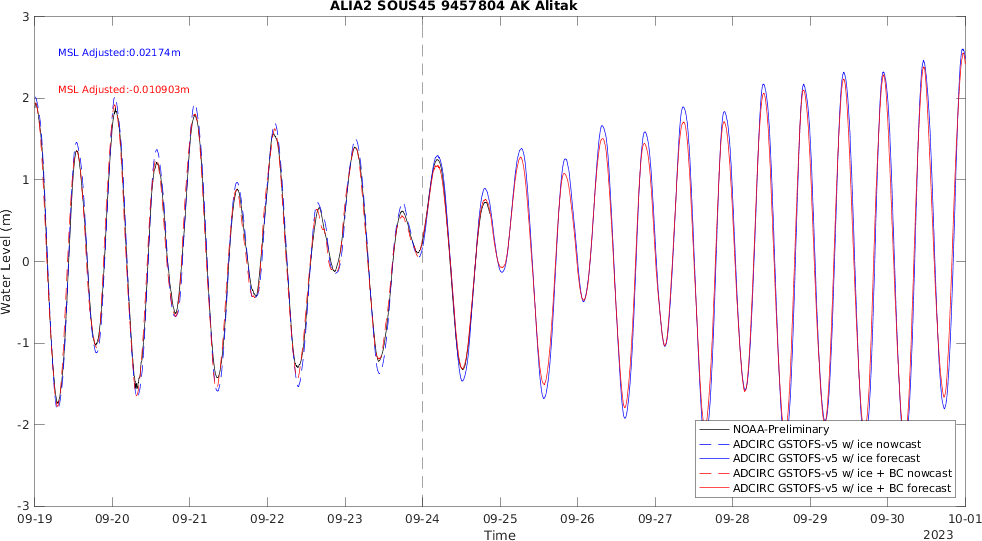 ALIA2 SOUS45 9457804 AK Alitak
MSL Adjusted:0.02174m
MSL Adjusted:-0.010903m
Water Level (m)
3
2
1
0
-1
-2
-3
NOAA-Preliminary
ADCIRC GSTOFS-v5 w/ ice nowcast
ADCIRC GSTOFS-v5 w/ ice forecast
ADCIRC GSTOFS-v5 w/ ice + BC nowcast
ADCIRC GSTOFS-v5 w/ ice + BC forecast
09-19 09-20 09-21 09-22 09-23 09-24 09-25 09-26 09-27 09-28 09-29 09-30 10-01
Time
2023